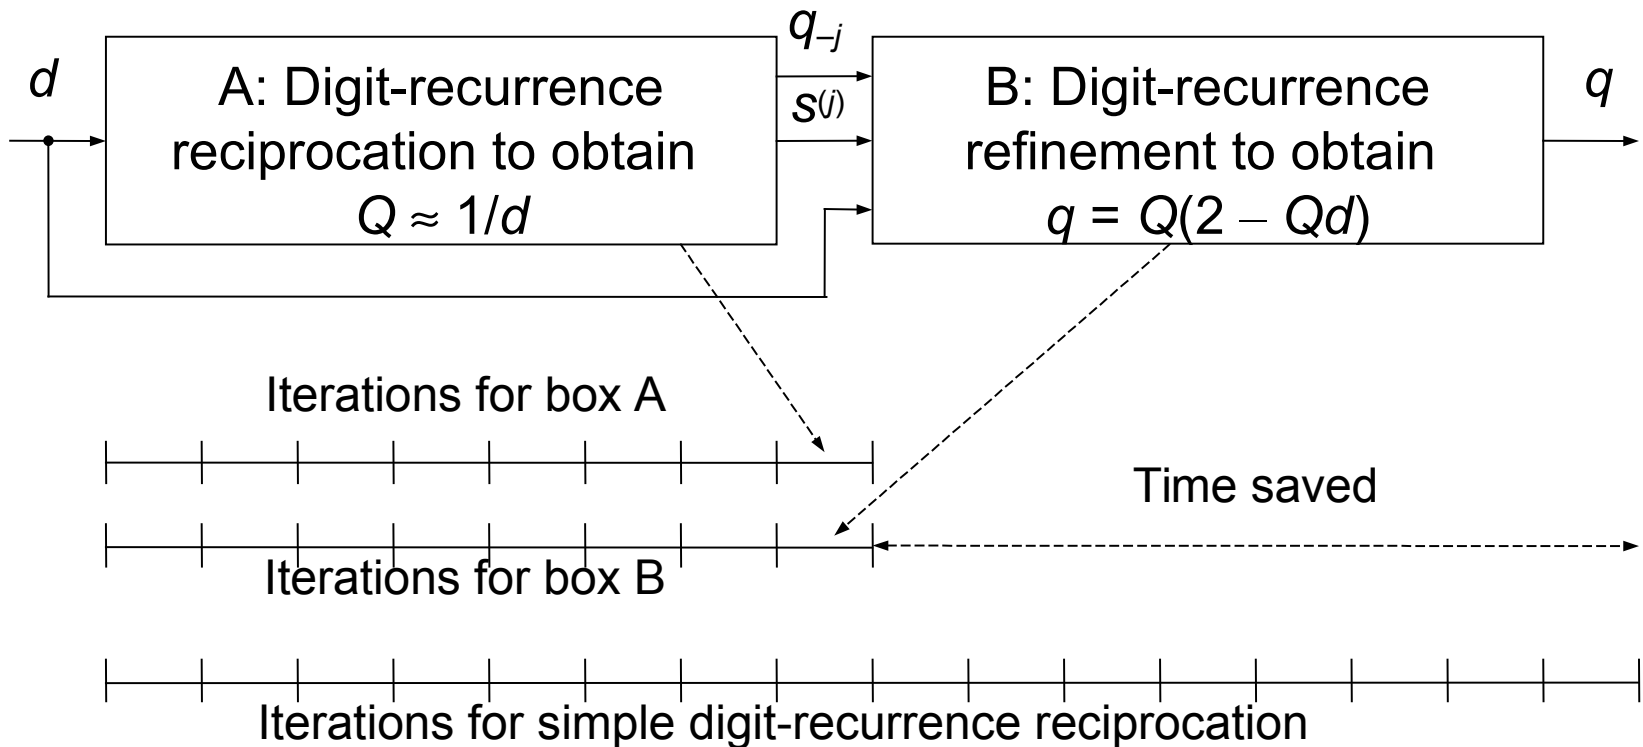 d
A: Digit-recurrence
reciprocation to obtain
Q ≈ 1/d
q–j
s(j)
B: Digit-recurrence
refinement to obtain
q = Q(2 – Qd)
q
Iterations for box A
Time saved
Iterations for box B
Iterations for simple digit-recurrence reciprocation